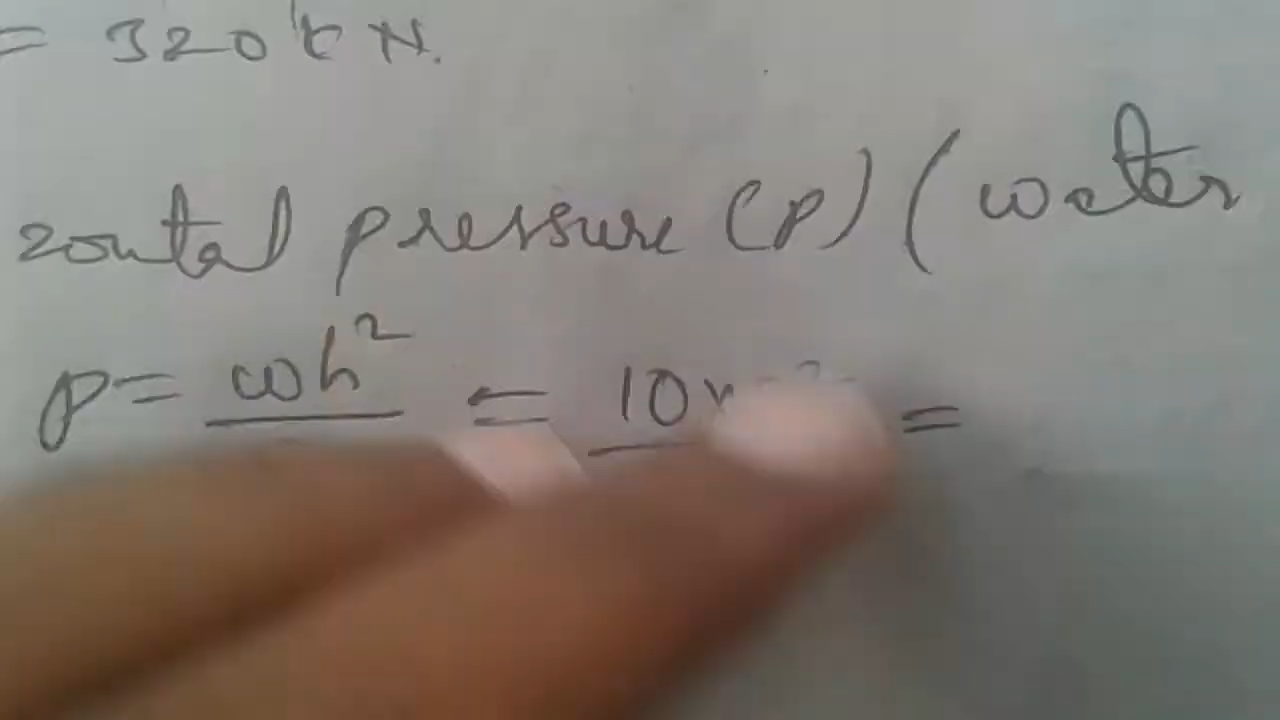 = 320 kN.
zontal pressure (p) (water
p = wh² = 10 =